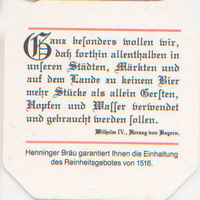 Ganz besonders wollen wir,
daß forthin allenthalben in
unseren Städten, Märkten und
auf dem Lande zu keinem Bier
mehr Stücke als allein Gersten,
Hopfen und Wasser verwendet
und gebraucht werden sollen.
Wilhelm IV., Herzog von Bayern.
Henninger Bräu garantiert Ihnen die Einhaltung
des Reinheitsgebotes von 1516.